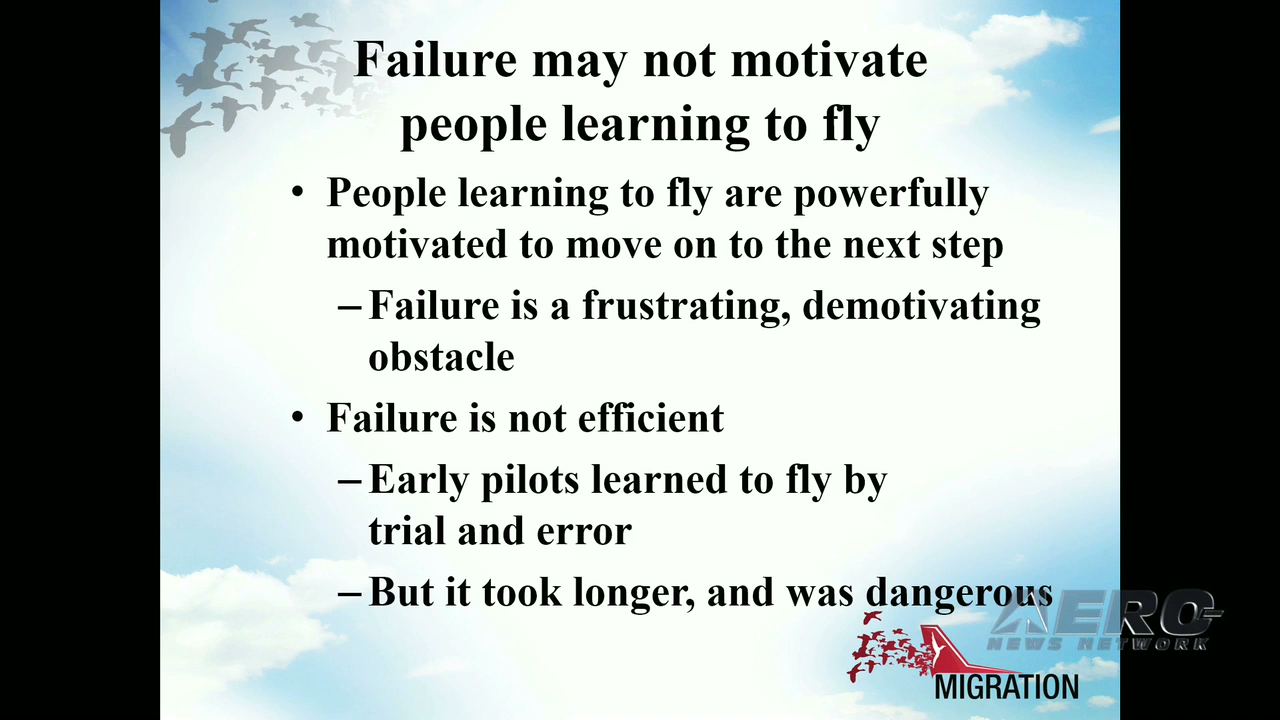 Failure may not motivate
people learning to fly
• People learning to fly are powerfully
motivated to move on to the next step
– Failure is a frustrating, demotivating
obstacle
• Failure is not efficient
– Early pilots learned to fly by
trial and error
– But it took longer, and was dangerous
AERO
NEWS NETWORK
MIGRATION